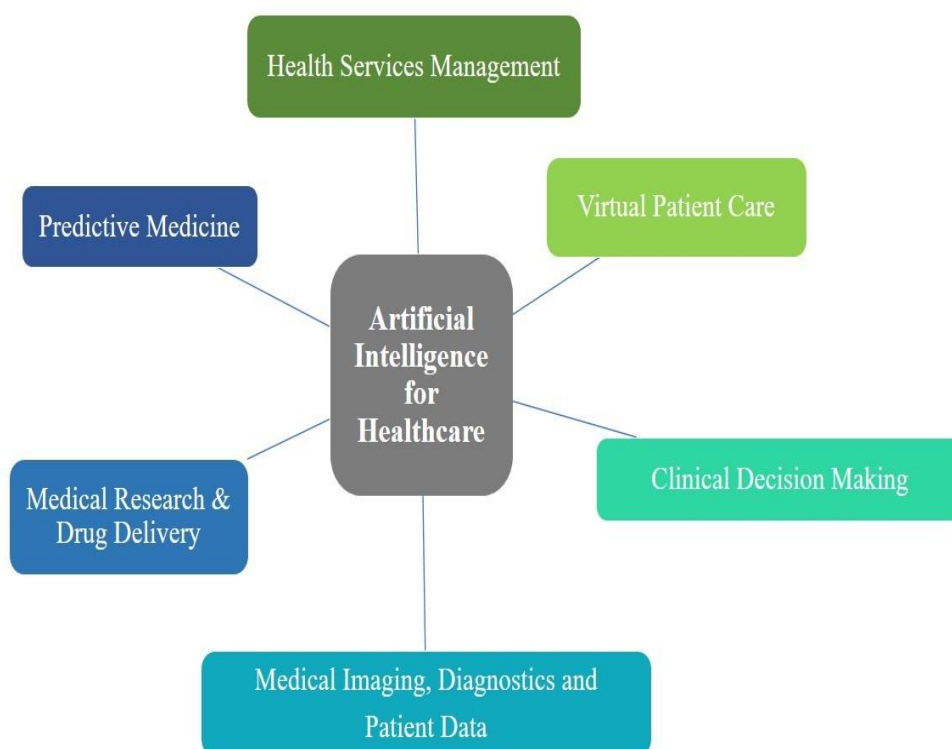 Health Services Management
Virtual Patient Care
Predictive Medicine
Artificial
Intelligence
for
Healthcare
Clinical Decision Making
Medical Research &
Drug Delivery
Medical Imaging, Diagnostics and
Patient Data